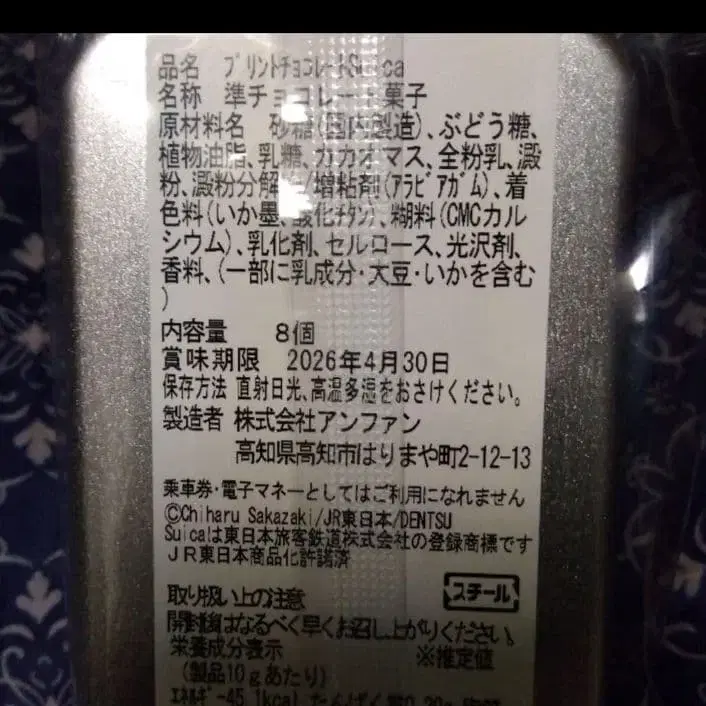 品名 プリントチョコレートSuica
名称 準チョコレート菓子
原材料名 砂糖(国内製造)、ぶどう糖、
植物油脂、乳糖、カカオマス、全粉乳、澱
粉、澱粉分解/増粘剤(アラビアガム)、着
色料(いか墨、酸化チタン)、糊料(CMCカル
シウム)、乳化剤、セルロース、光沢剤、
香料、(一部に乳成分・大豆・いかを含む
)
内容量 8個
賞味期限 2026年4月30日
保存方法 直射日光、高温多湿をおさけください。
製造者 株式会社アンファン
高知県高知市はりまや町2-12-13
乗車券・電子マネーとしてはご利用になれません
©Chiharu Sakazaki/JR東日本/DENTSU
Suicaは東日本旅客鉄道株式会社の登録商標です
JR東日本商品化許諾済
取り扱い上の注意
スチール
開封後はなるべく早くお召し上がりください。
栄養成分表示 ※推定値
(製品10gあたり)
エネルギー45.1kcal